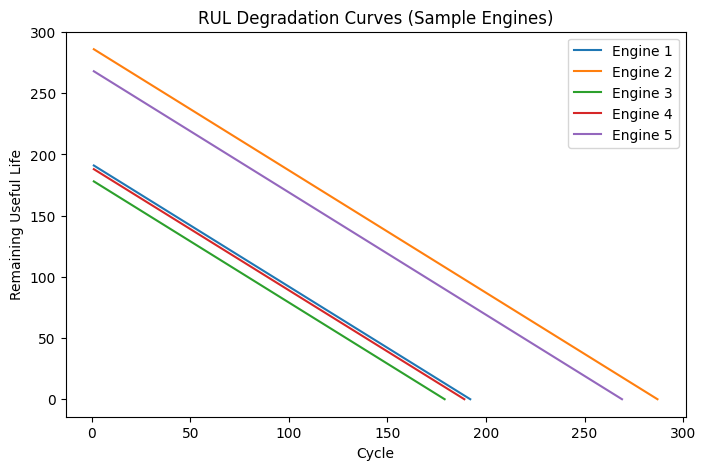 RUL Degradation Curves (Sample Engines)
Remaining Useful Life
300
250
200
150
100
50
0
Engine 1
Engine 2
Engine 3
Engine 4
Engine 5
0 50 100 150 200 250 300
Cycle